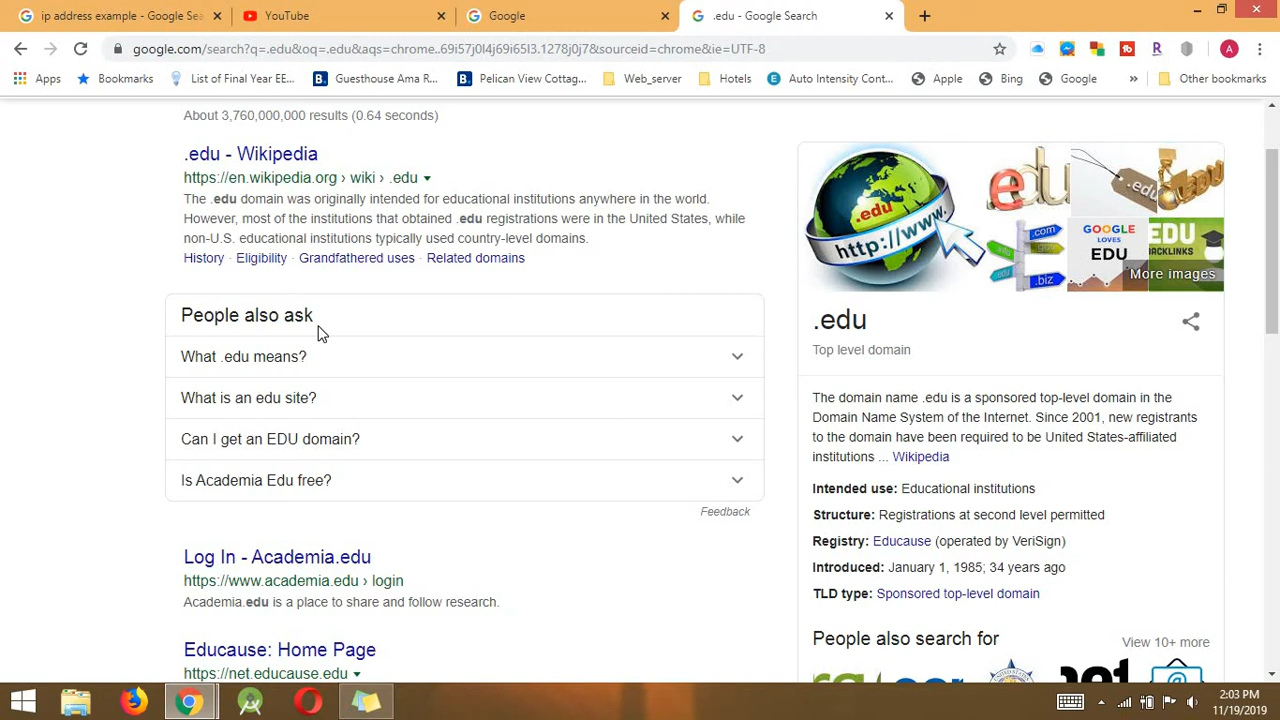 ip address example - Google Sea
YouTube
Google
.edu - Google Search
google.com/search?q=.edu&oq=.edu&aqs=chrome..69i57j0l4j69i65l3.1278j0j7&sourceid=chrome&ie=UTF-8
A
Apps
Bookmarks
List of Final Year EE...
Guesthouse Ama R...
Pelican View Cottag...
Web_server
Hotels
Auto Intensity Cont...
Apple
Bing
Google
»
Other bookmarks
About 3,760,000,000 results (0.64 seconds)
.edu - Wikipedia
https://en.wikipedia.org › wiki › .edu
The .edu domain was originally intended for educational institutions anywhere in the world.
However, most of the institutions that obtained .edu registrations were in the United States, while
non-U.S. educational institutions typically used country-level domains.
History · Eligibility · Grandfathered uses · Related domains
People also ask
What .edu means?
What is an edu site?
Can I get an EDU domain?
Is Academia Edu free?
Feedback
Log In - Academia.edu
https://www.academia.edu › login
Academia.edu is a place to share and follow research.
Educause: Home Page
https://net.educause.edu
.edu
http://www.
edu
.edu
.EDU
.com
.biz
GOOGLE
LOVES
EDU
EDU
BACKLINKS
More images
.edu
Top level domain
The domain name .edu is a sponsored top-level domain in the
Domain Name System of the Internet. Since 2001, new registrants
to the domain have been required to be United States-affiliated
institutions ... Wikipedia
Intended use: Educational institutions
Structure: Registrations at second level permitted
Registry: Educause (operated by VeriSign)
Introduced: January 1, 1985; 34 years ago
TLD type: Sponsored top-level domain
People also search for
View 10+ more
2:03 PM
11/19/2019